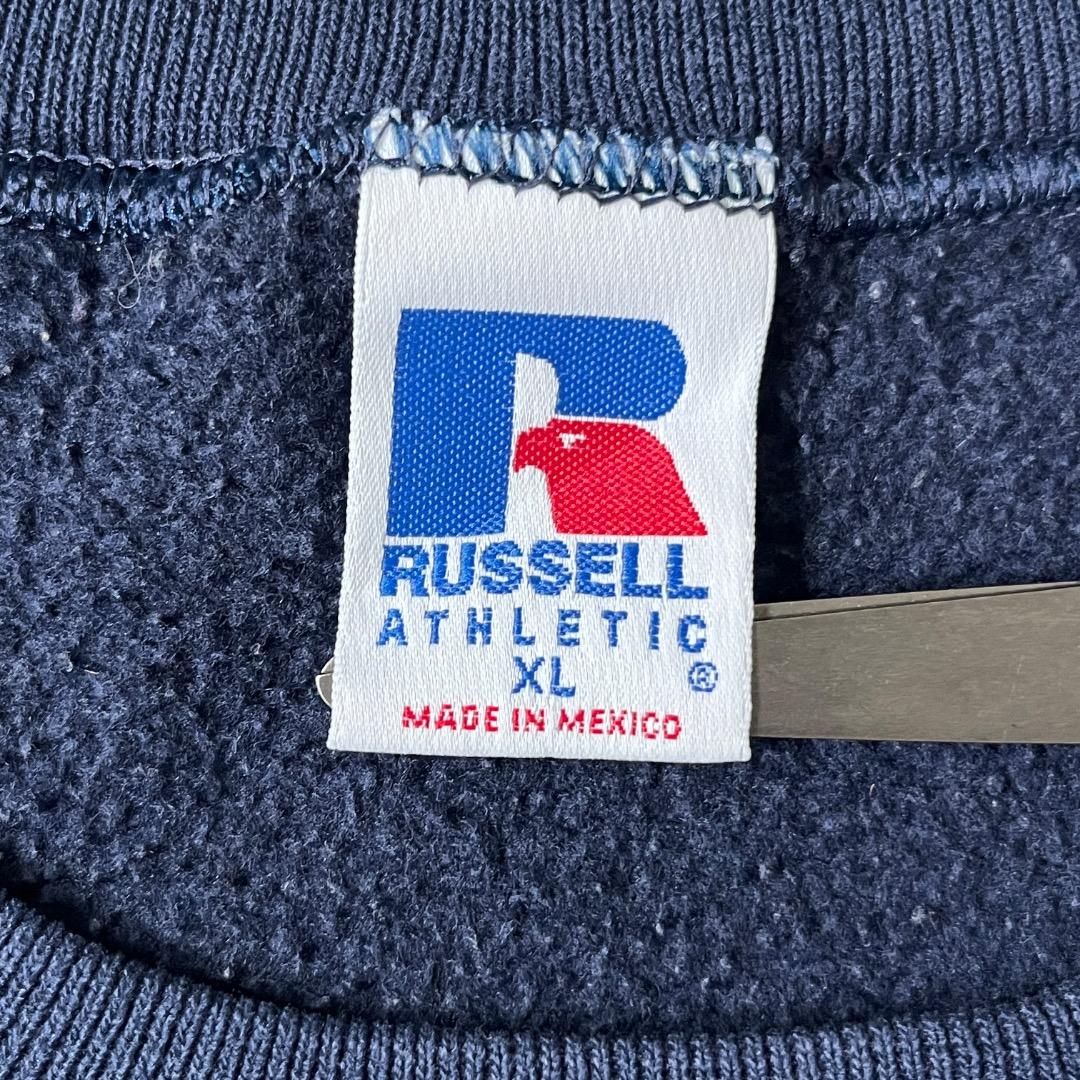 R
RUSSELL
ATHLETIC
XL ®
MADE IN MEXICO